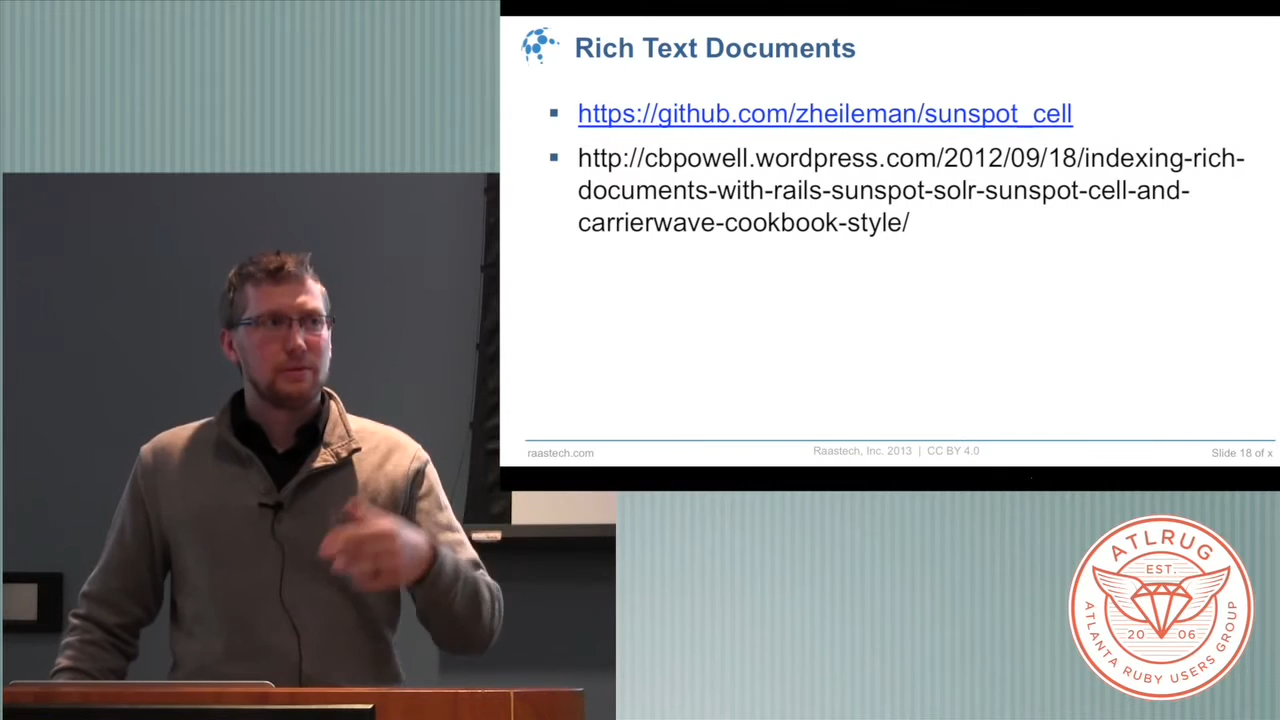 Rich Text Documents
https://github.com/zheileman/sunspot_cell
http://cbpowell.wordpress.com/2012/09/18/indexing-rich-
documents-with-rails-sunspot-solr-sunspot-cell-and-
carrierwave-cookbook-style/
raastech.com
Raastech, Inc. 2013 | CC BY 4.0
Slide 18 of x
ATLRUG
EST.
20 06
ATLANTA RUBY USERS GROUP